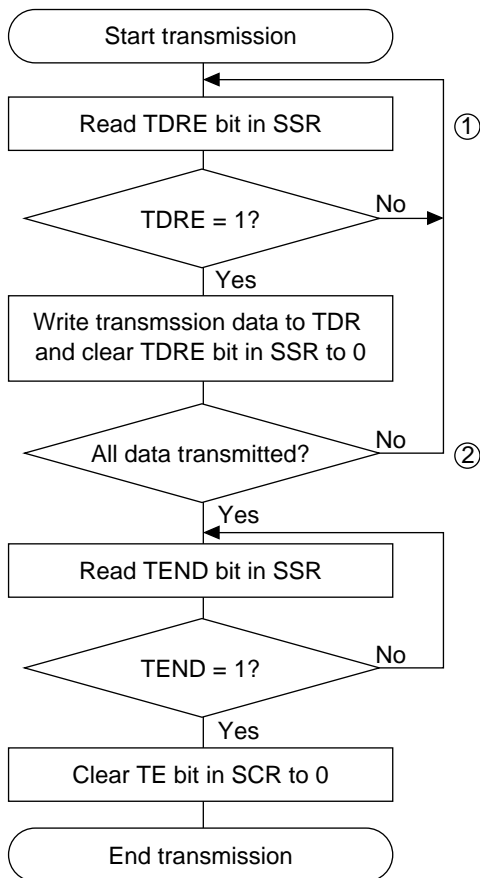 Start transmission
Read TDRE bit in SSR
①
TDRE = 1?
No
Yes
Write transmssion data to TDR
and clear TDRE bit in SSR to 0
All data transmitted?
No
②
Yes
Read TEND bit in SSR
TEND = 1?
No
Yes
Clear TE bit in SCR to 0
End transmission